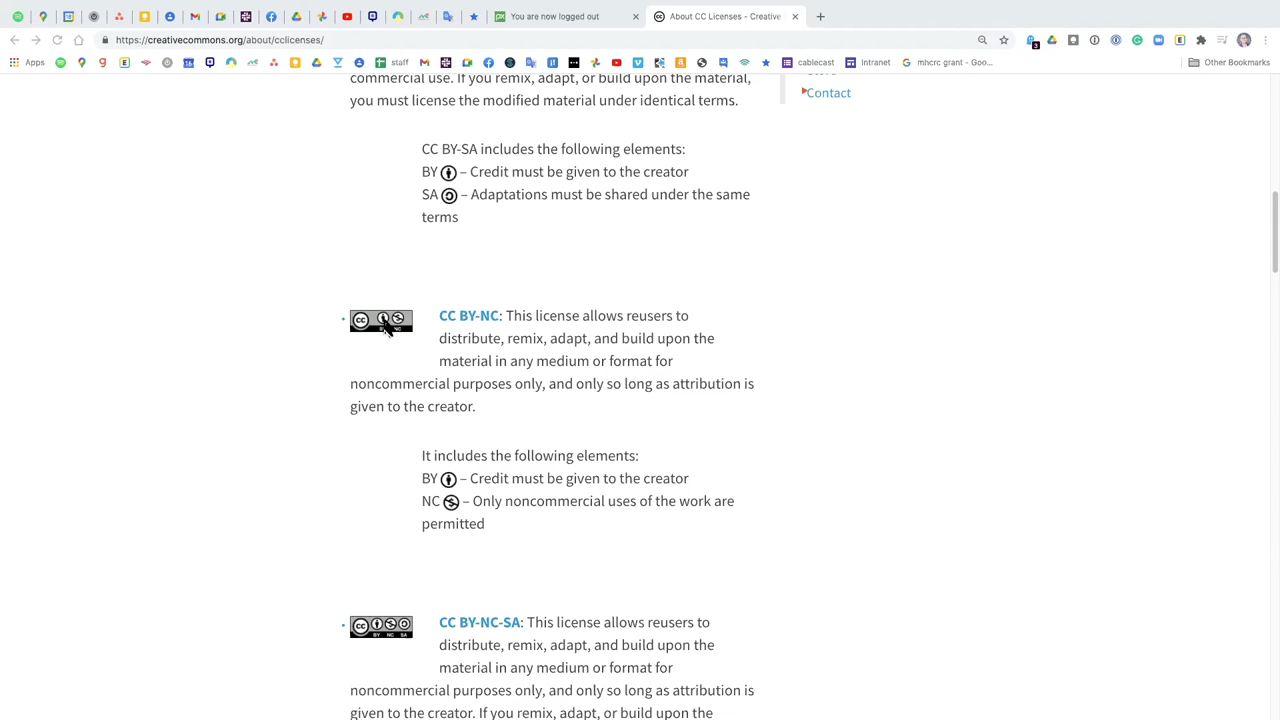 You are now logged out
About CC Licenses - Creative
https://creativecommons.org/about/cclicenses/
Apps
staff
cablecast
Intranet
mhcrc grant - Goo...
Other Bookmarks
commercial use. If you remix, adapt, or build upon the material,
you must license the modified material under identical terms.
Contact
CC BY-SA includes the following elements:
BY – Credit must be given to the creator
SA – Adaptations must be shared under the same
terms
CC BY-NC: This license allows reusers to
distribute, remix, adapt, and build upon the
material in any medium or format for
noncommercial purposes only, and only so long as attribution is
given to the creator.
It includes the following elements:
BY – Credit must be given to the creator
NC – Only noncommercial uses of the work are
permitted
CC BY NC SA
CC BY-NC-SA: This license allows reusers to
distribute, remix, adapt, and build upon the
material in any medium or format for
noncommercial purposes only, and only so long as attribution is
given to the creator. If you remix, adapt, or build upon the